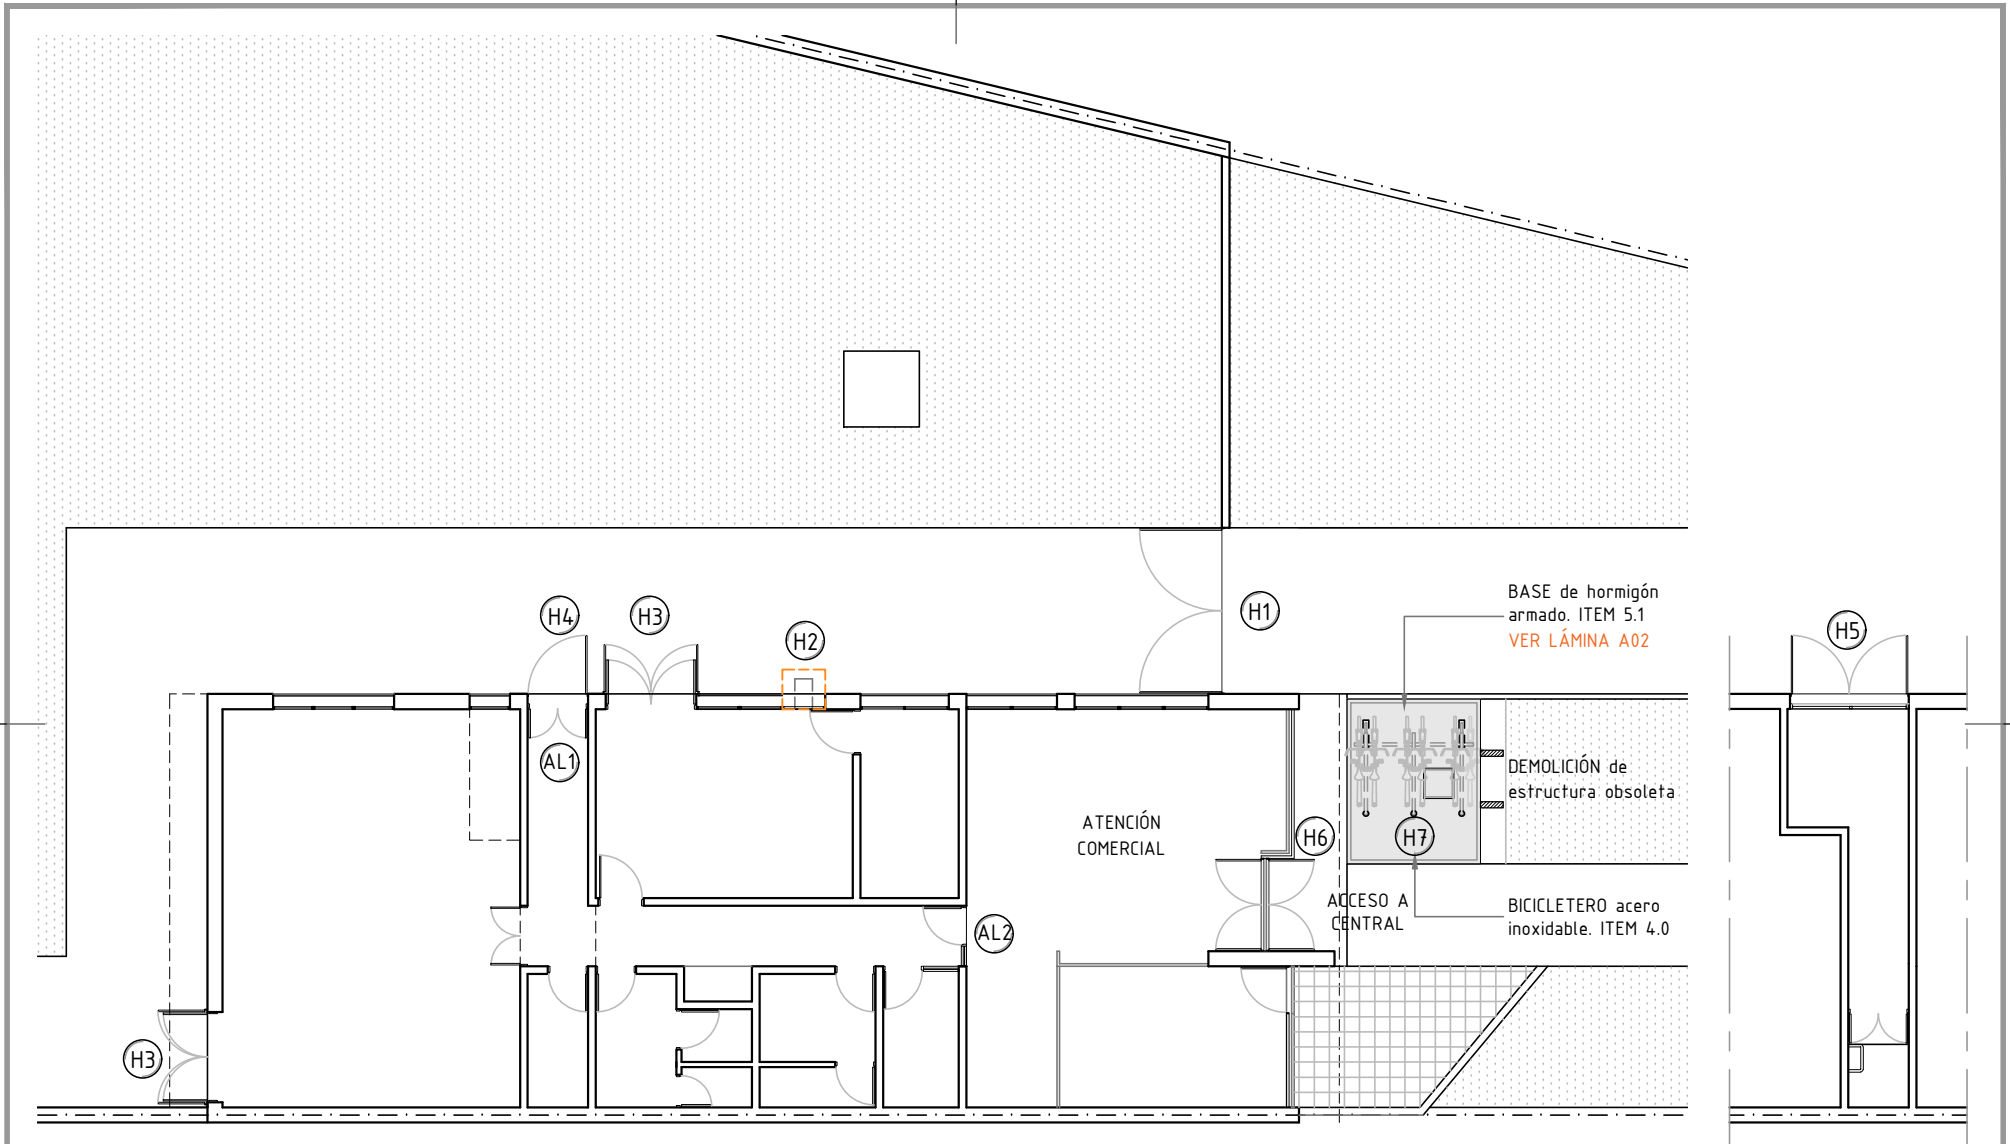 BASE de hormigón
armado. ITEM 5.1
VER LÁMINA A02
H4
H3
H2
H1
H5
AL1
DEMOLICIÓN de
estructura obsoleta
ATENCIÓN
COMERCIAL
H6
H7
ACCESO A
CENTRAL
BICICLETERO acero
inoxidable. ITEM 4.0
AL2
H3